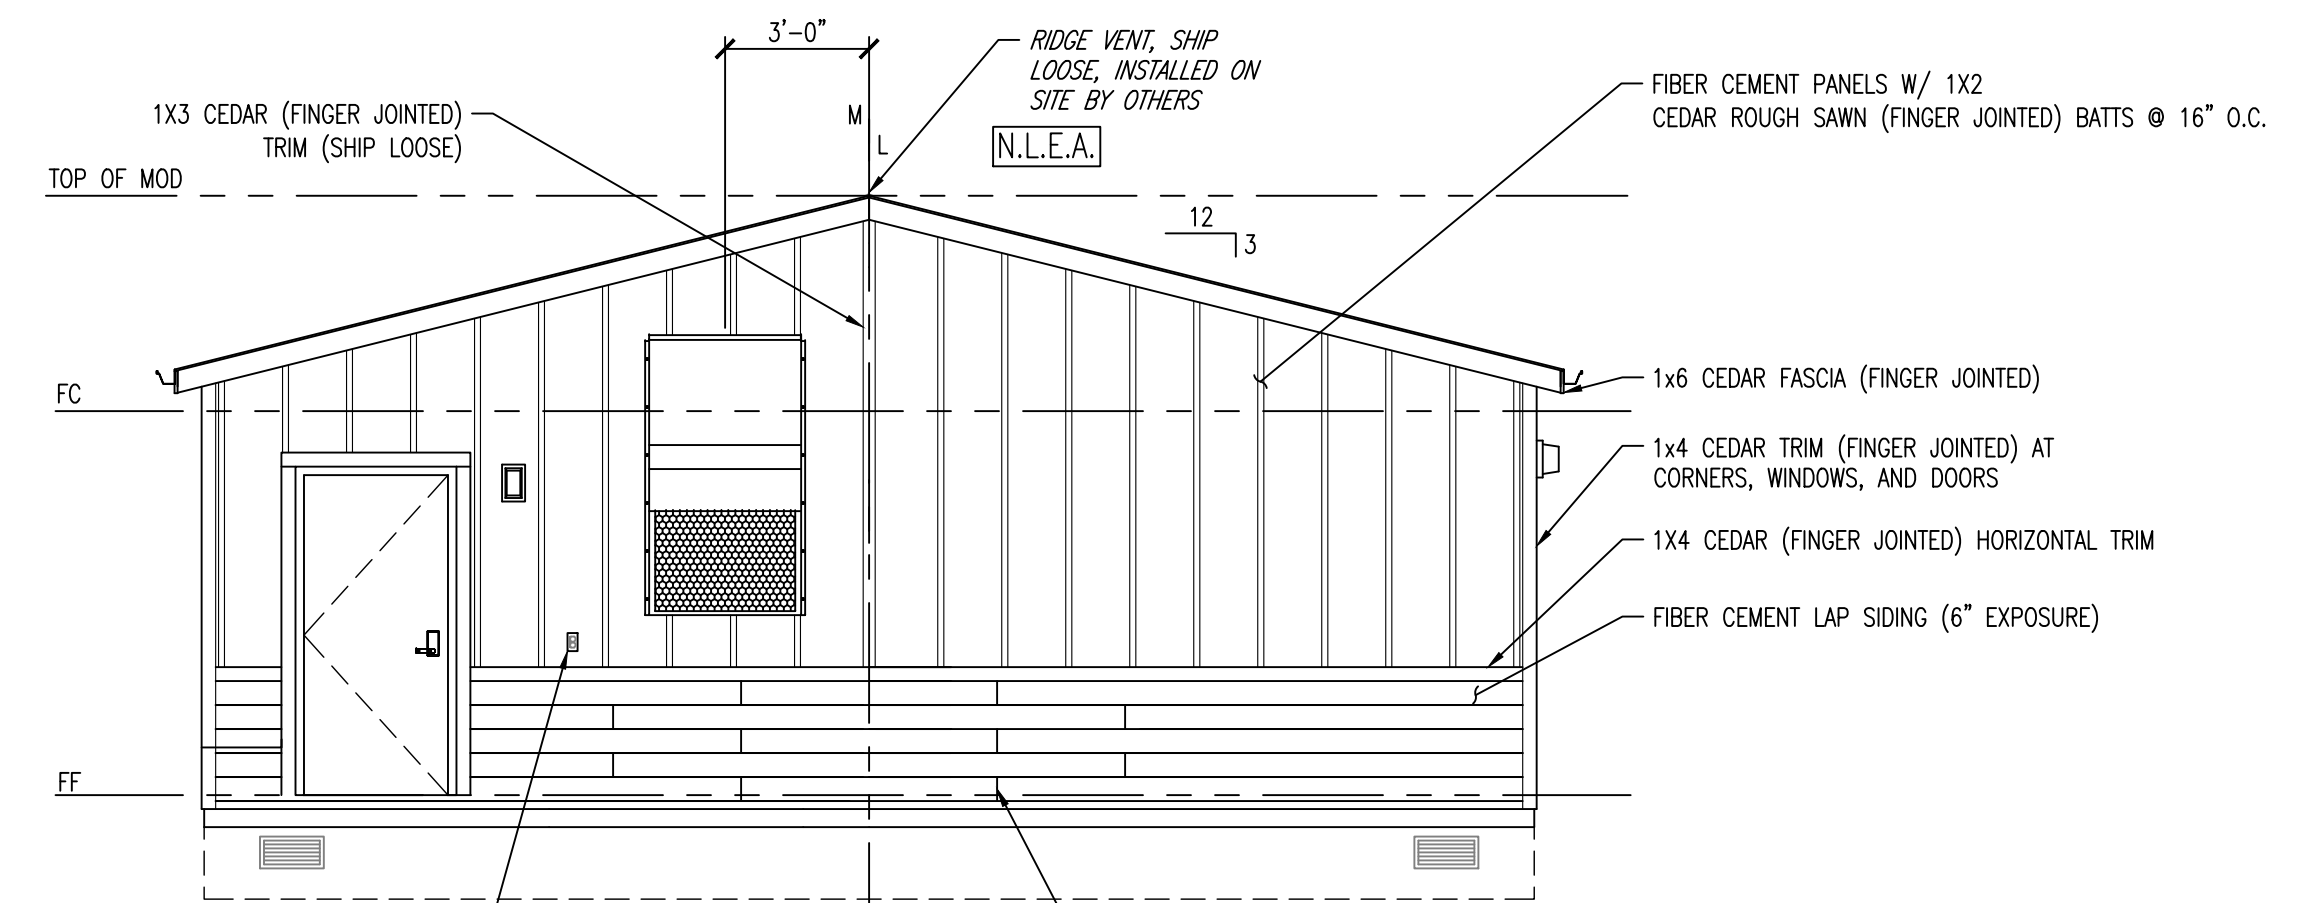 3'-0"
RIDGE VENT, SHIP
LOOSE, INSTALLED ON
SITE BY OTHERS
FIBER CEMENT PANELS W/ 1X2
CEDAR ROUGH SAWN (FINGER JOINTED) BATTS @ 16" O.C.
1X3 CEDAR (FINGER JOINTED)
TRIM (SHIP LOOSE)
M
L
N.L.E.A.
TOP OF MOD
12
3
FC
1x6 CEDAR FASCIA (FINGER JOINTED)
1x4 CEDAR TRIM (FINGER JOINTED) AT
CORNERS, WINDOWS, AND DOORS
1X4 CEDAR (FINGER JOINTED) HORIZONTAL TRIM
FIBER CEMENT LAP SIDING (6" EXPOSURE)
FF